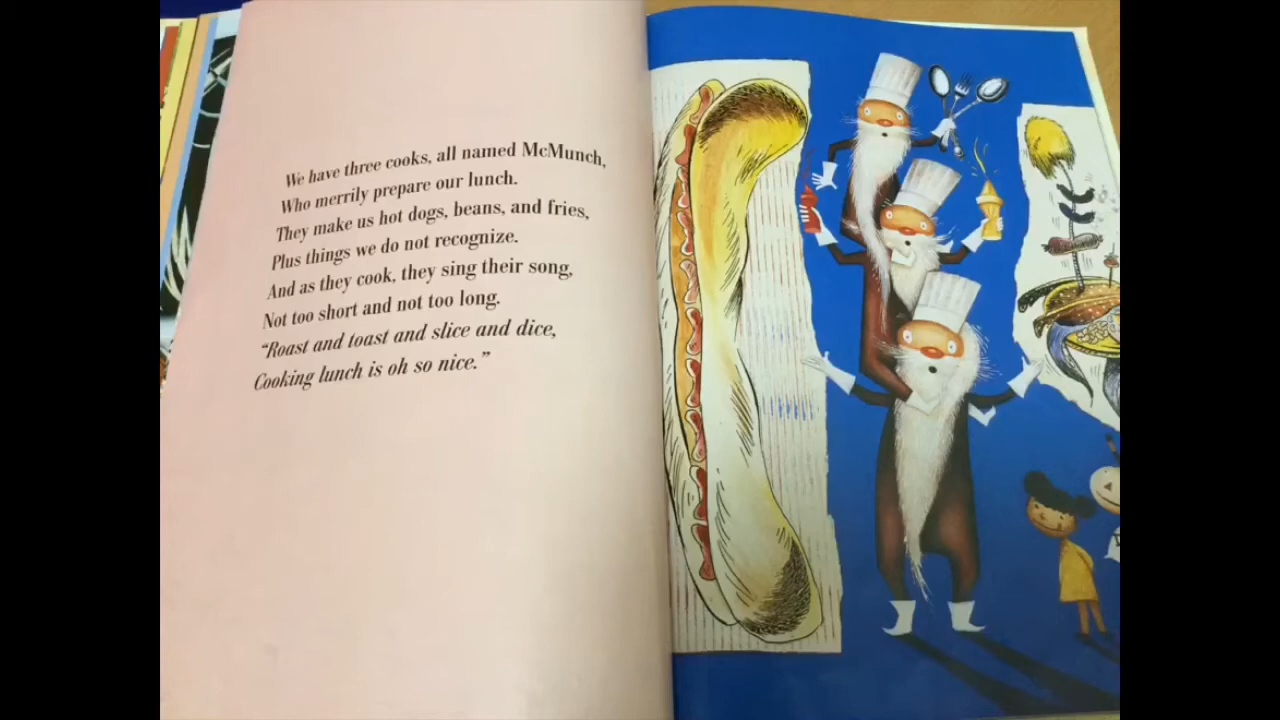 We have three cooks, all named McMunch,
Who merrily prepare our lunch.
They make us hot dogs, beans, and fries,
Plus things we do not recognize.
And as they cook, they sing their song,
Not too short and not too long.
“Roast and toast and slice and dice,
Cooking lunch is oh so nice.”